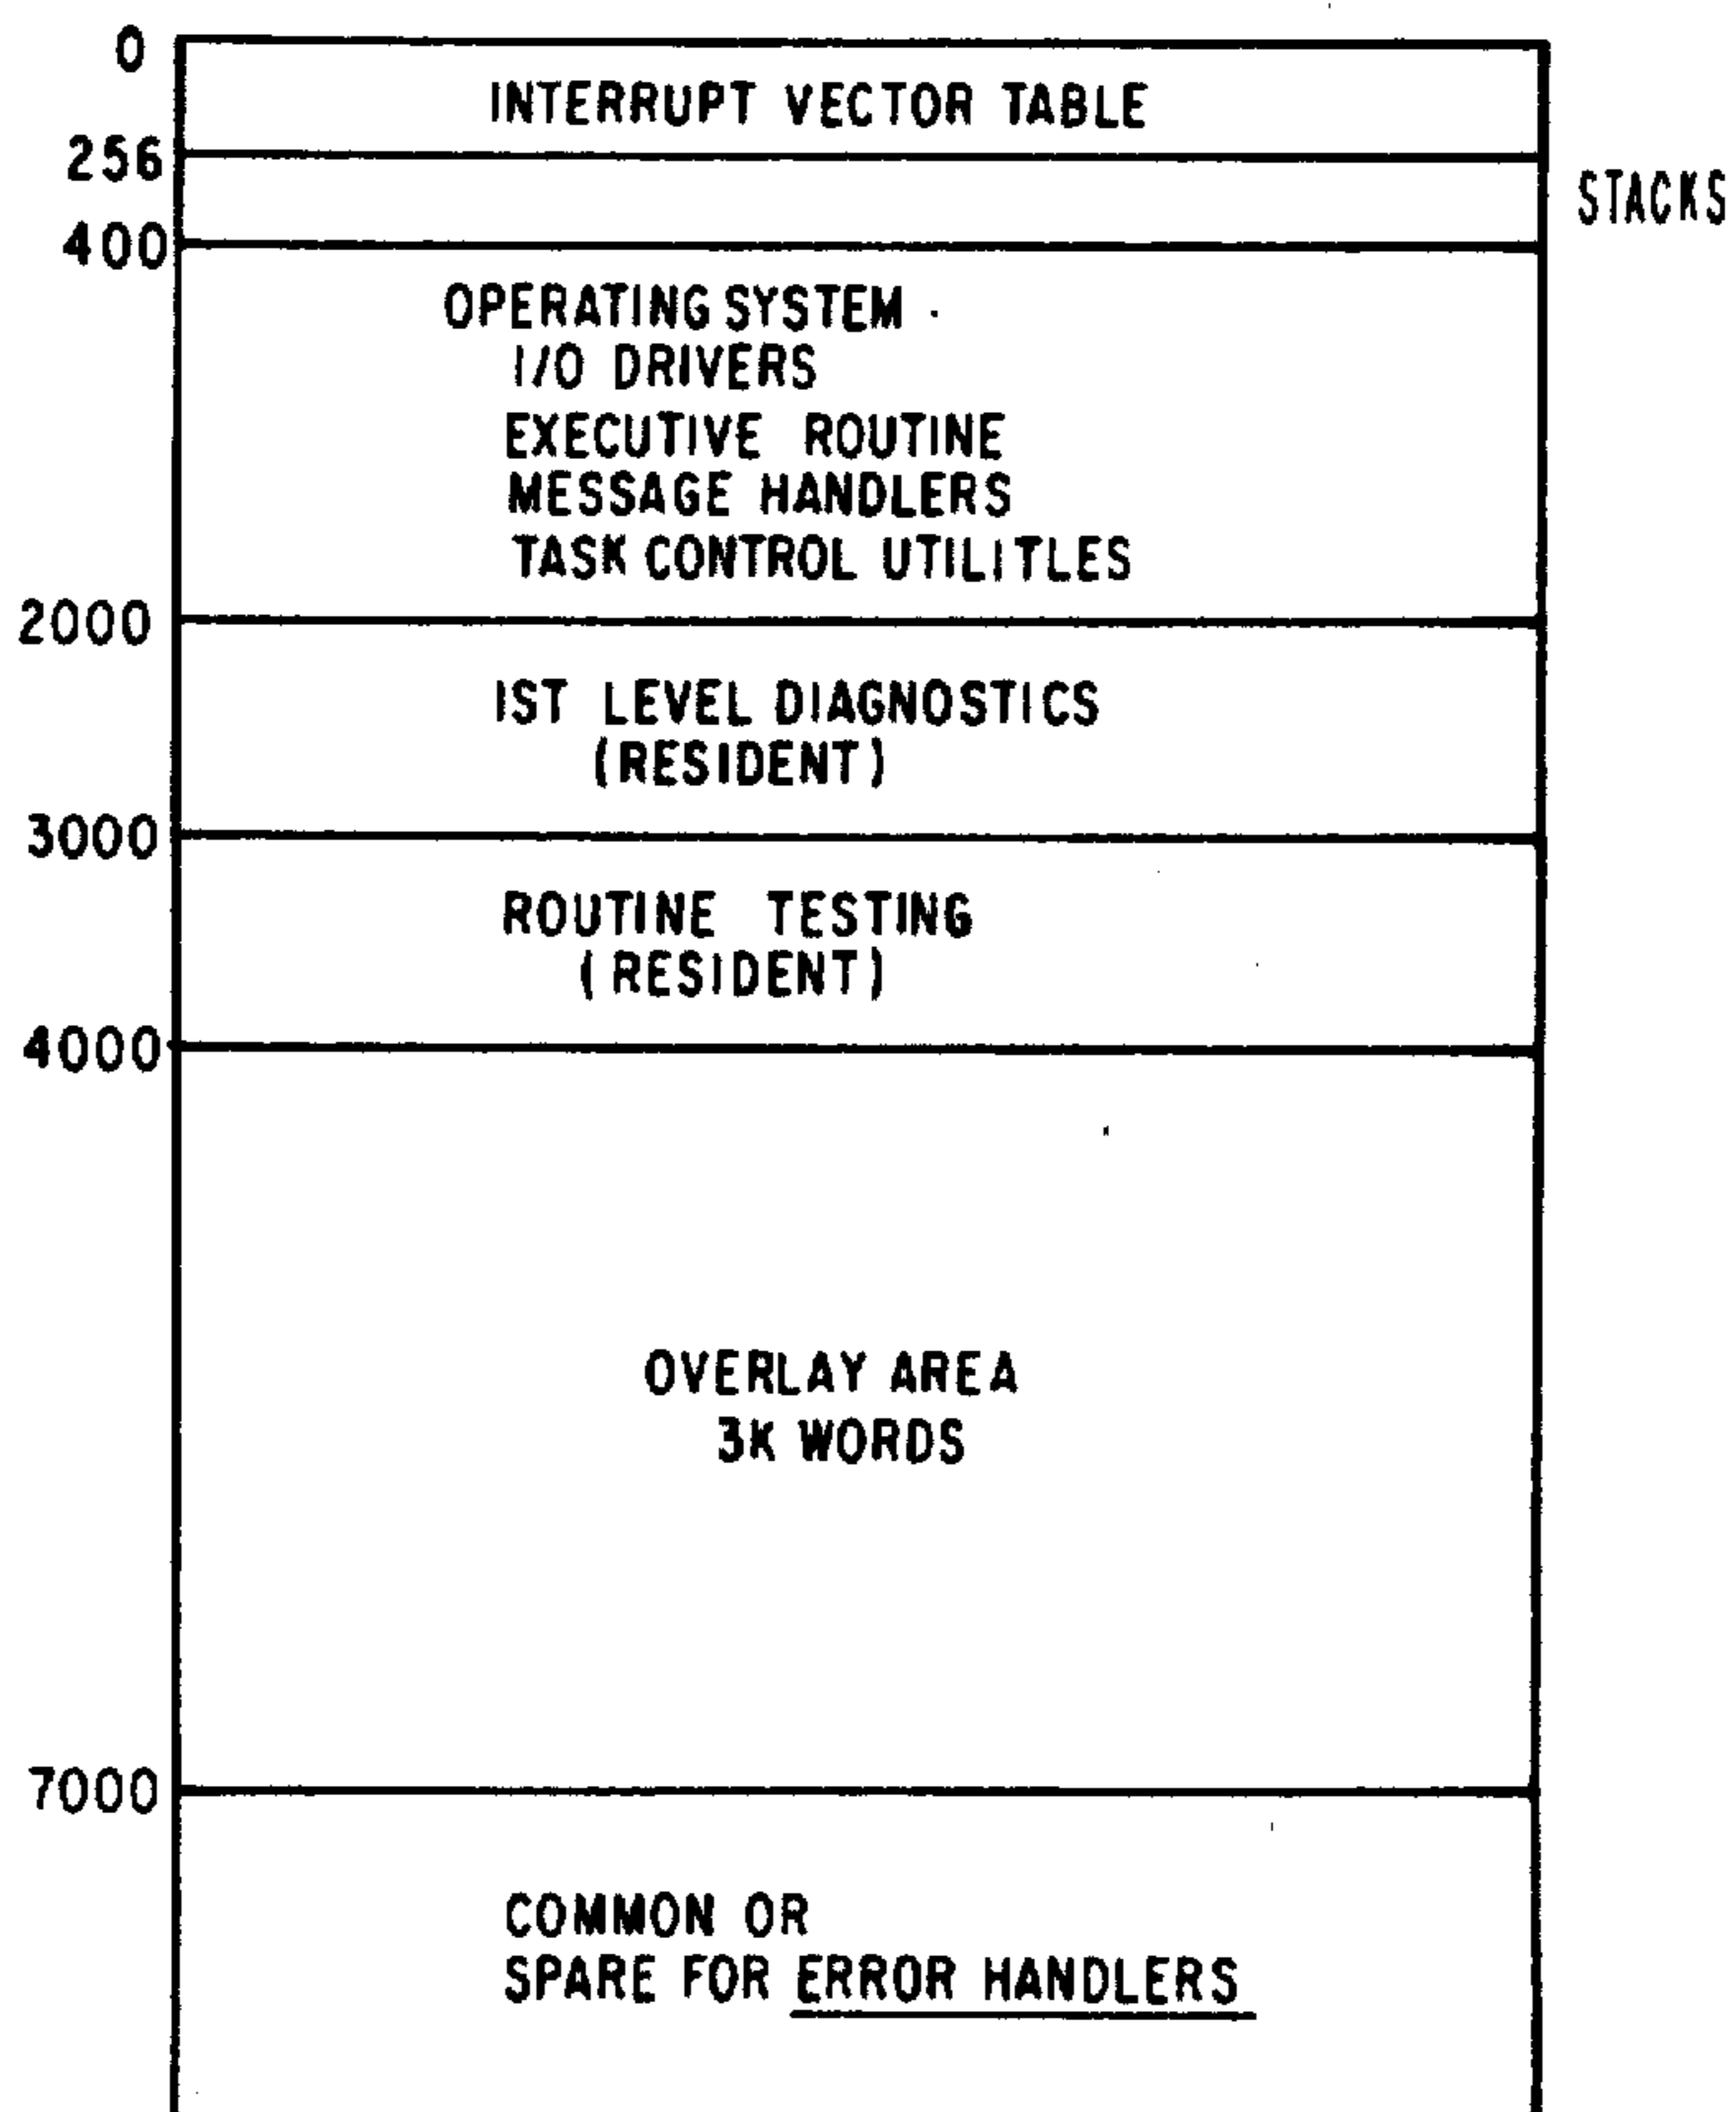 0
INTERRUPT VECTOR TABLE
256
STACKS
400
OPERATING SYSTEM
I/O DRIVERS
EXECUTIVE ROUTINE
MESSAGE HANDLERS
TASK CONTROL UTILITLES
2000
IST LEVEL DIAGNOSTICS
(RESIDENT)
3000
ROUTINE TESTING
(RESIDENT)
4000
OVERLAY AREA
3K WORDS
7000
COMMON OR
SPARE FOR ERROR HANDLERS